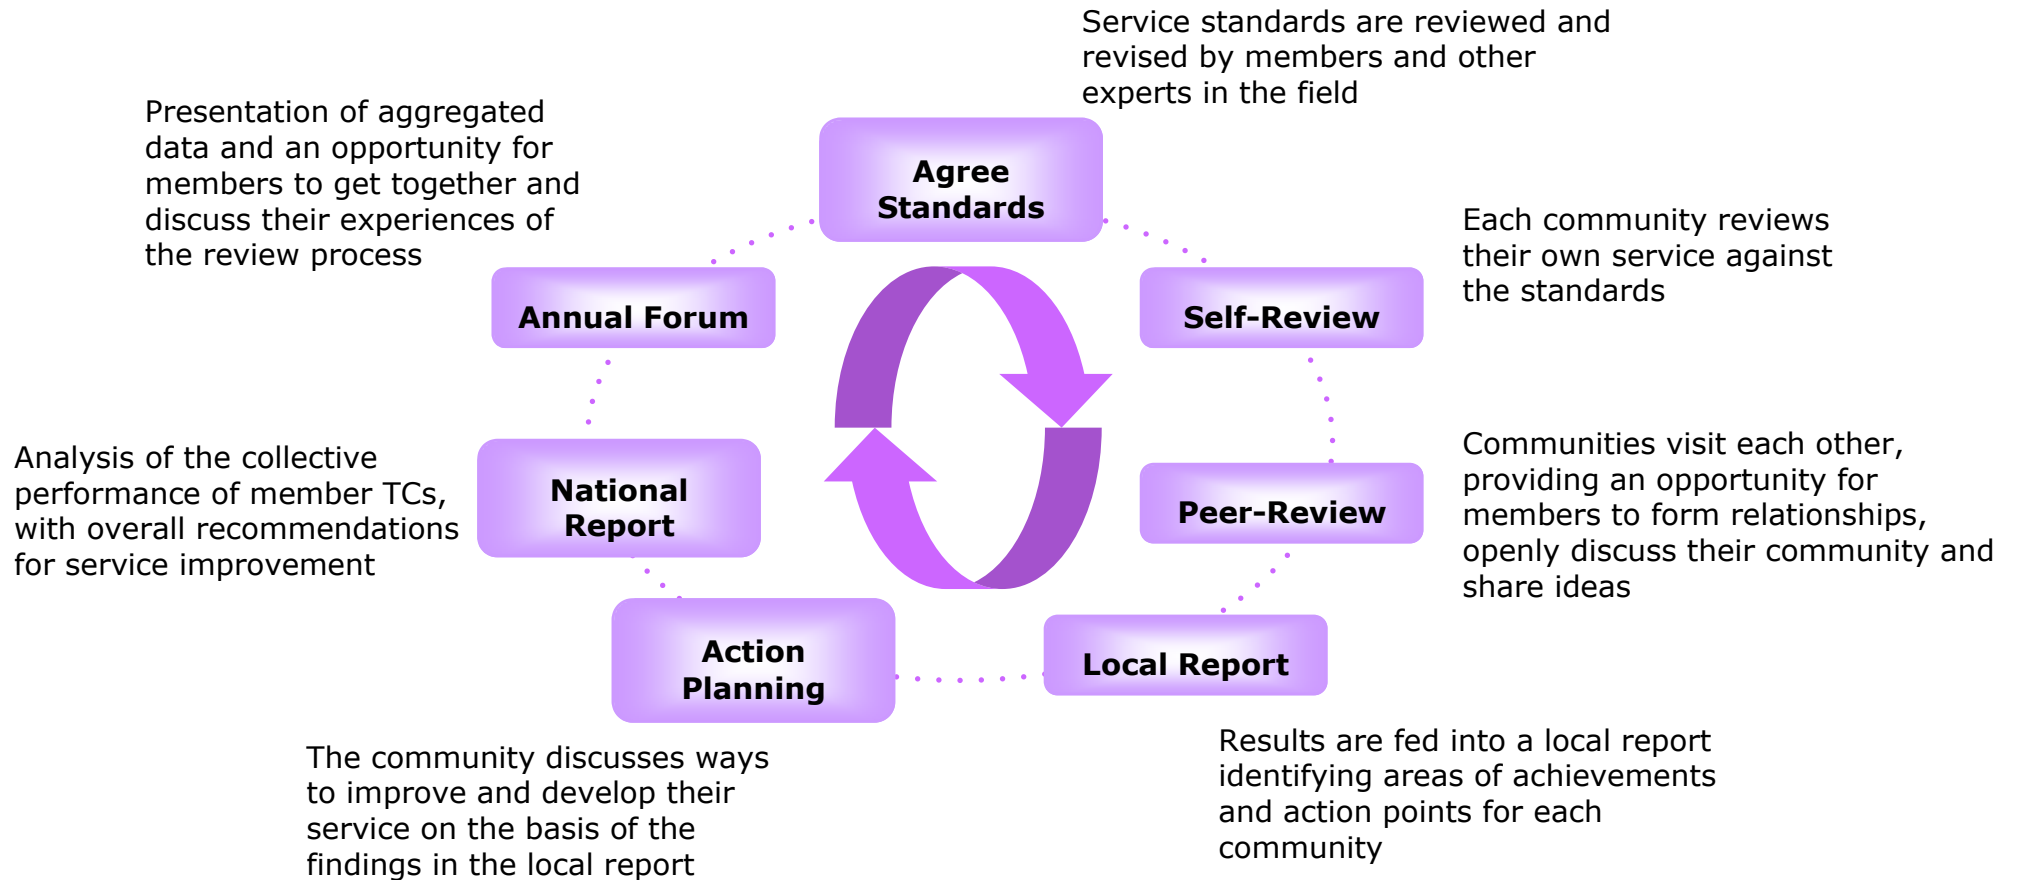 Service standards are reviewed and
revised by members and other
experts in the field
Agree
Standards
Each community reviews
their own service against
the standards
Self-Review
Communities visit each other,
providing an opportunity for
members to form relationships,
openly discuss their community and
share ideas
Peer-Review
Local Report
Results are fed into a local report
identifying areas of achievements
and action points for each
community
Action
Planning
The community discusses ways
to improve and develop their
service on the basis of the
findings in the local report
National
Report
Analysis of the collective
performance of member TCs,
with overall recommendations
for service improvement
Annual Forum
Presentation of aggregated
data and an opportunity for
members to get together and
discuss their experiences of
the review process